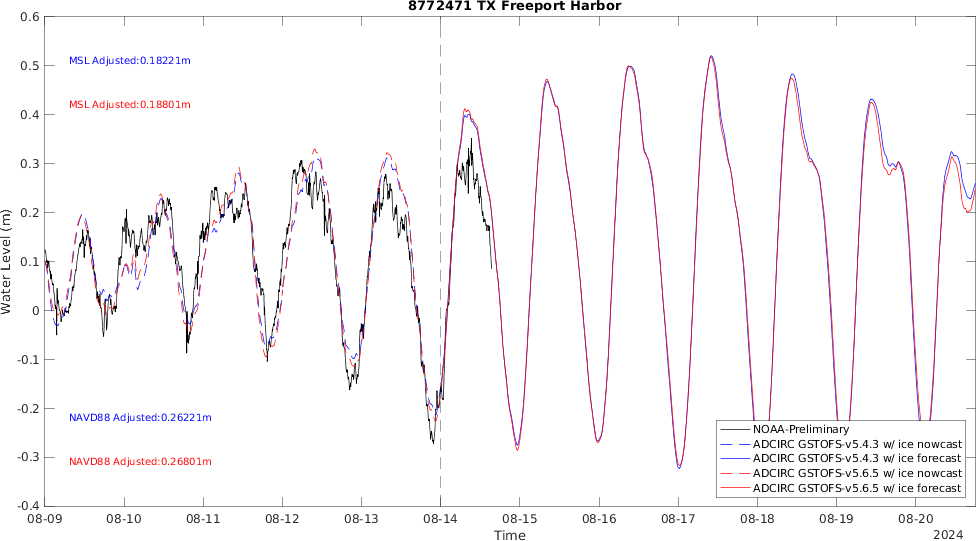 8772471 TX Freeport Harbor
0.6
0.5
0.4
0.3
0.2
0.1
0
-0.1
-0.2
-0.3
-0.4
Water Level (m)
MSL Adjusted:0.18221m
MSL Adjusted:0.18801m
NAVD88 Adjusted:0.26221m
NAVD88 Adjusted:0.26801m
NOAA-Preliminary
ADCIRC GSTOFS-v5.4.3 w/ ice nowcast
ADCIRC GSTOFS-v5.4.3 w/ ice forecast
ADCIRC GSTOFS-v5.6.5 w/ ice nowcast
ADCIRC GSTOFS-v5.6.5 w/ ice forecast
08-09 08-10 08-11 08-12 08-13 08-14 08-15 08-16 08-17 08-18 08-19 08-20
Time
2024